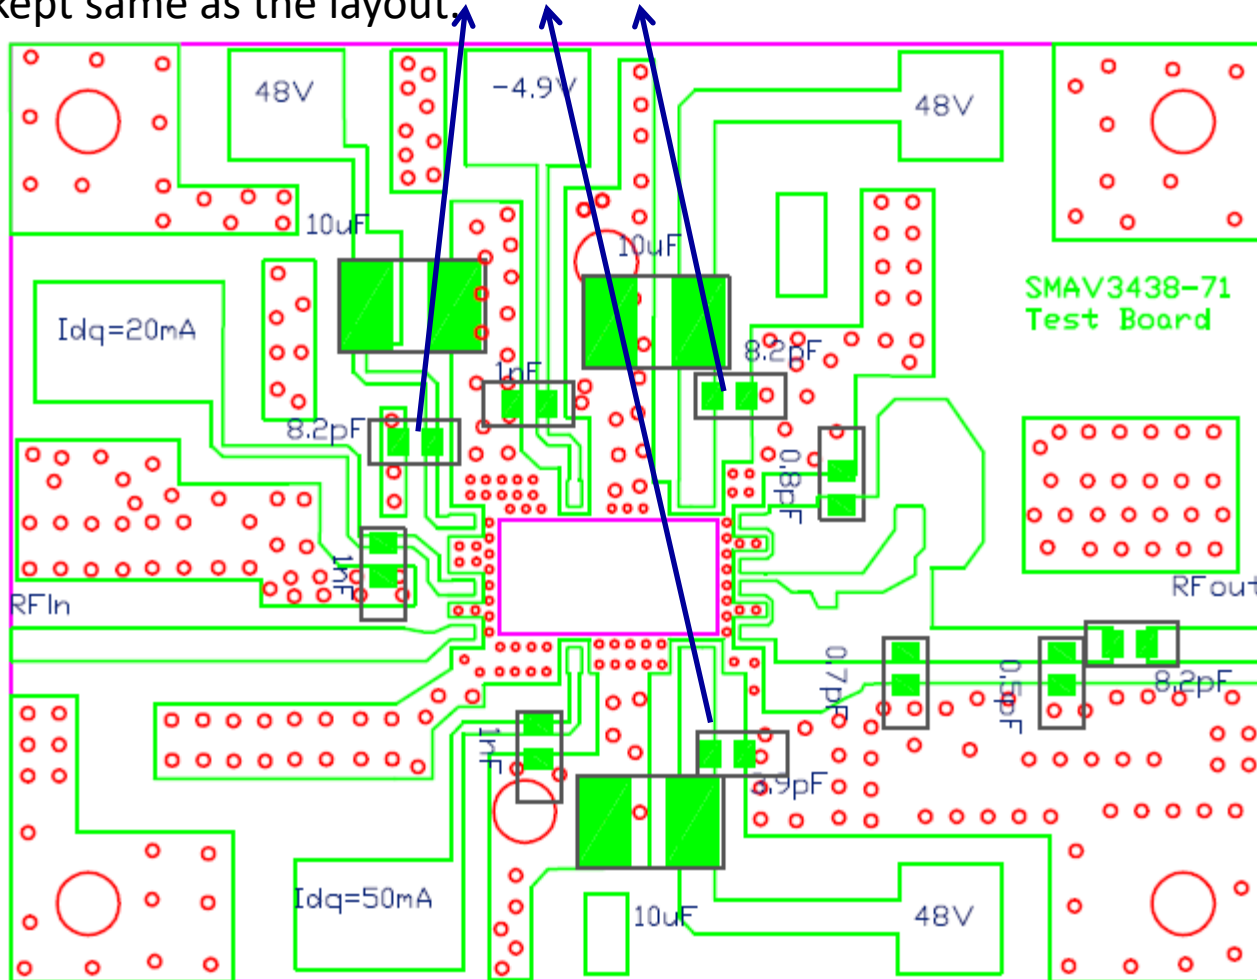 kept same as the layout.
48V
-4.9V
48V
10uF
10uF
SMAV3438-71
Test Board
Idq=20mA
8.2pF
1nF
8.2pF
0.8pF
1nF
RFIn
RFout
0.7pF
0.5pF
8.2pF
1nF
3.9pF
Idq=50mA
10uF
48V